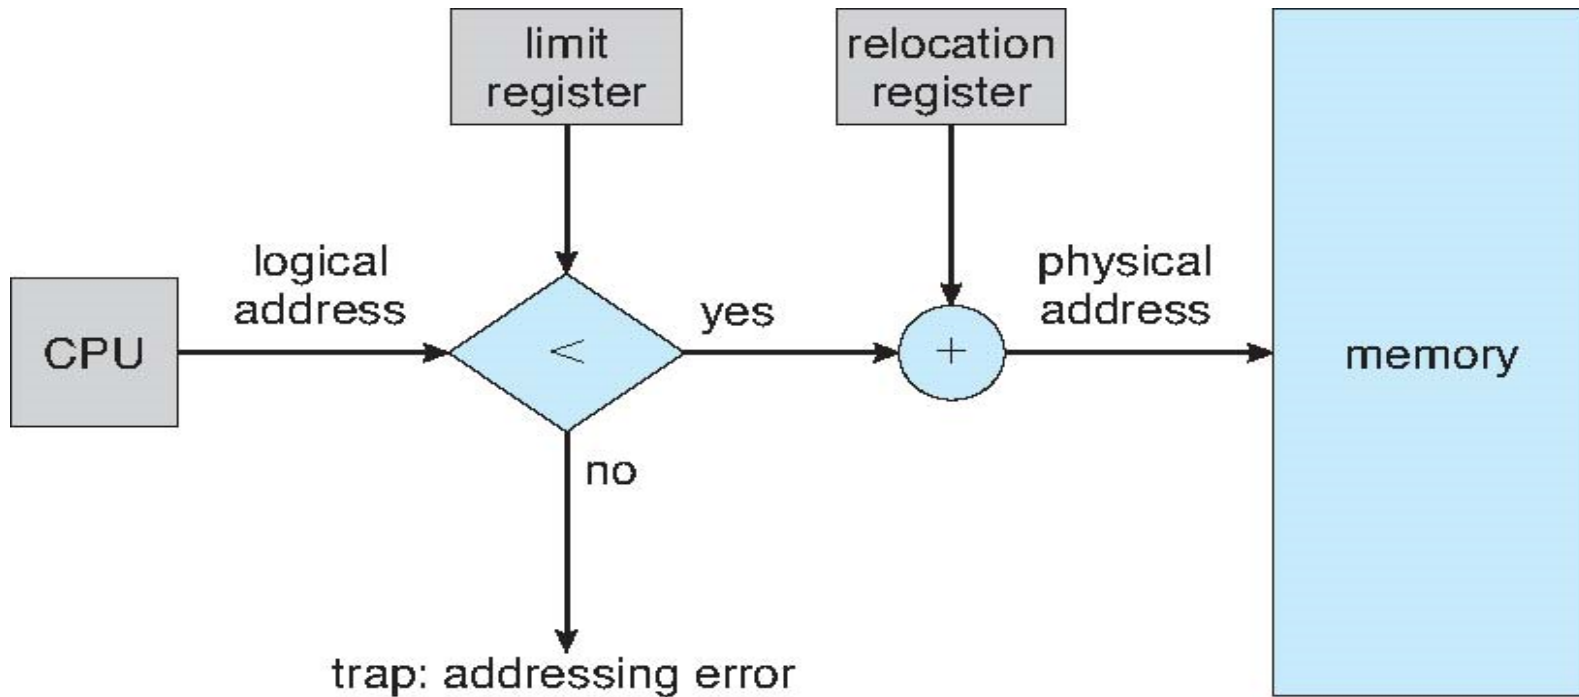 limit
register
relocation
register
logical
address
yes
physical
address
CPU
<
+
memory
no
trap: addressing error